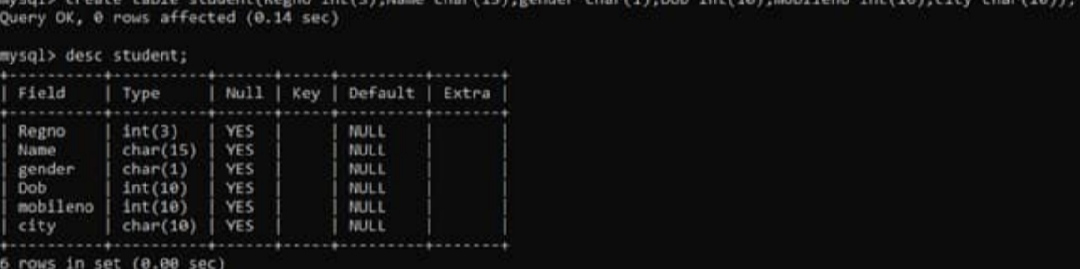 mysql> create table student(Regno int(3),Name char(15),gender char(1),Dob int(10),mobileno int(10),city char(10));
Query OK, 0 rows affected (0.14 sec)
mysql> desc student;
+----------+----------+------+-----+---------+-------+
| Field | Type | Null | Key | Default | Extra |
+----------+----------+------+-----+---------+-------+
| Regno | int(3) | YES | | NULL | |
| Name | char(15) | YES | | NULL | |
| gender | char(1) | YES | | NULL | |
| Dob | int(10) | YES | | NULL | |
| mobileno | int(10) | YES | | NULL | |
| city | char(10) | YES | | NULL | |
+----------+----------+------+-----+---------+-------+
6 rows in set (0.00 sec)